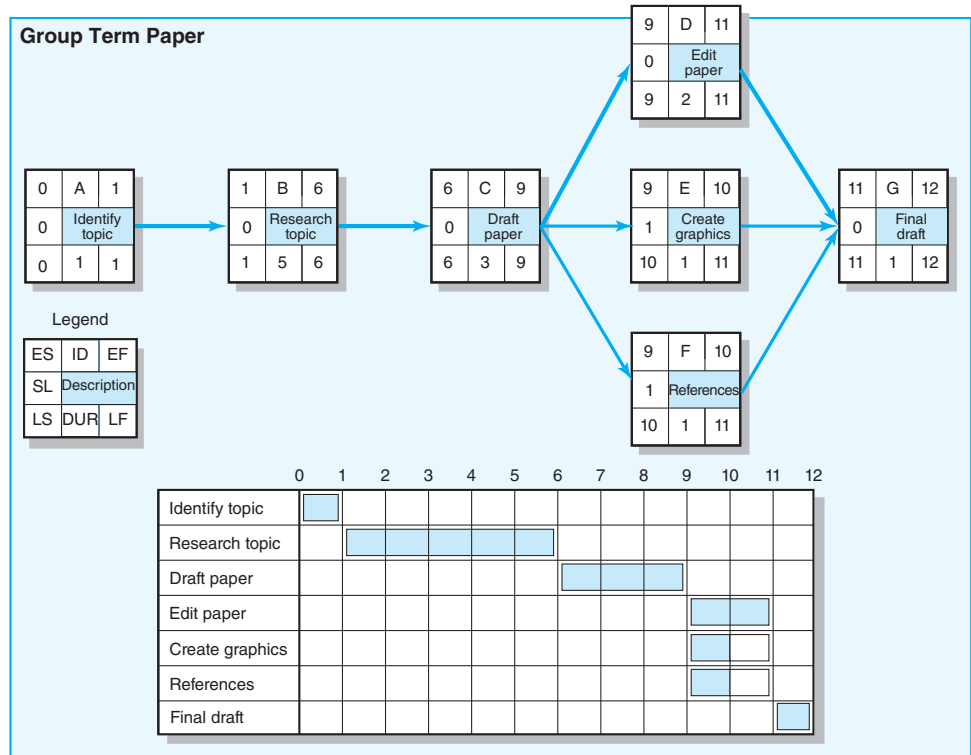 Group Term Paper
9 D 11
0 Edit
paper
9 2 11
0 A 1
0 Identify
topic
0 1 1
1 B 6
0 Research
topic
1 5 6
6 C 9
0 Draft
paper
6 3 9
9 E 10
1 Create
graphics
10 1 11
11 G 12
0 Final
draft
11 1 12
9 F 10
1 References
10 1 11
Legend
ES ID EF
SL Description
LS DUR LF
0 1 2 3 4 5 6 7 8 9 10 11 12
Identify topic
Research topic
Draft paper
Edit paper
Create graphics
References
Final draft